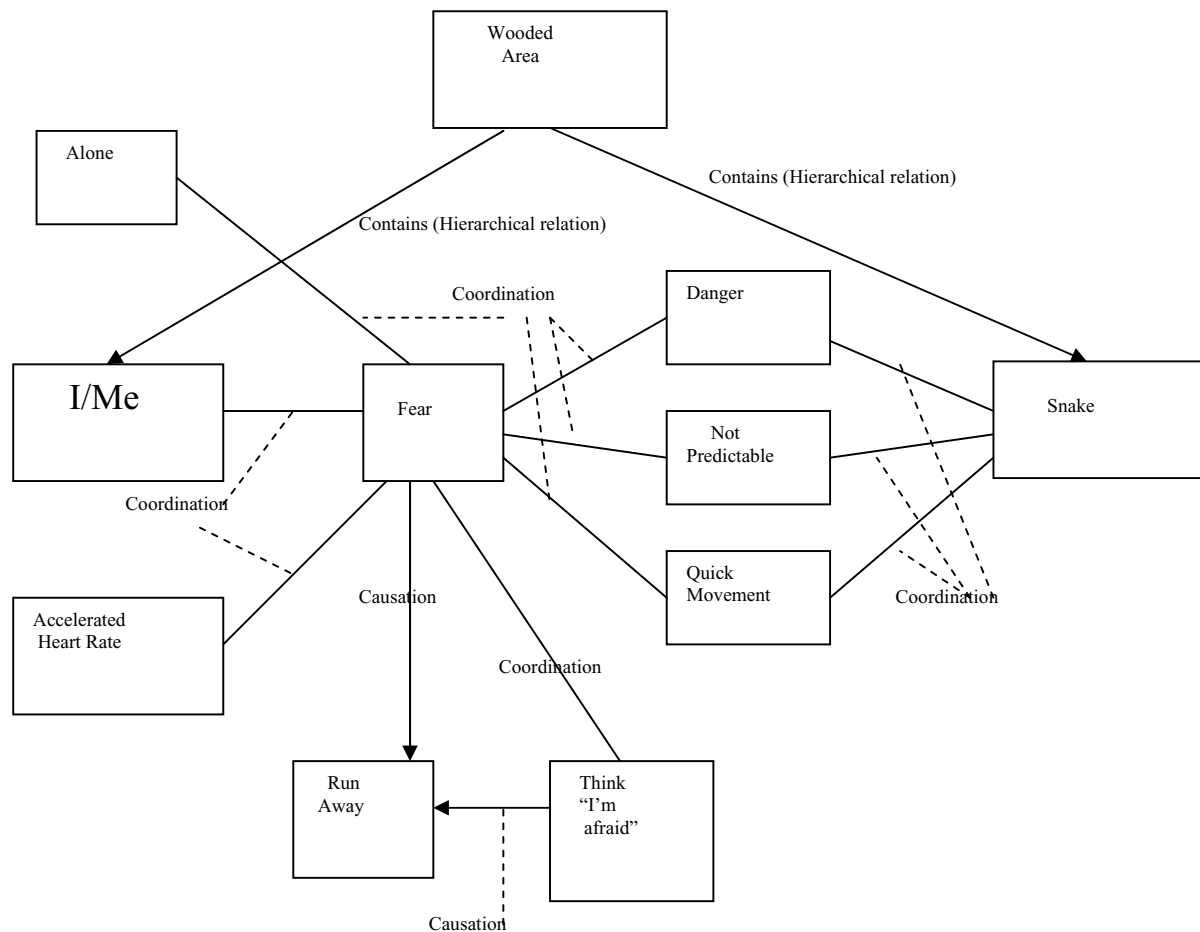 Wooded
Area
Alone
Contains (Hierarchical relation)
Contains (Hierarchical relation)
Coordination
Danger
I/Me
Fear
Snake
Not
Predictable
Coordination
Quick
Movement
Causation
Coordination
Accelerated
Heart Rate
Coordination
Run
Away
Think
“I’m
afraid”
Causation